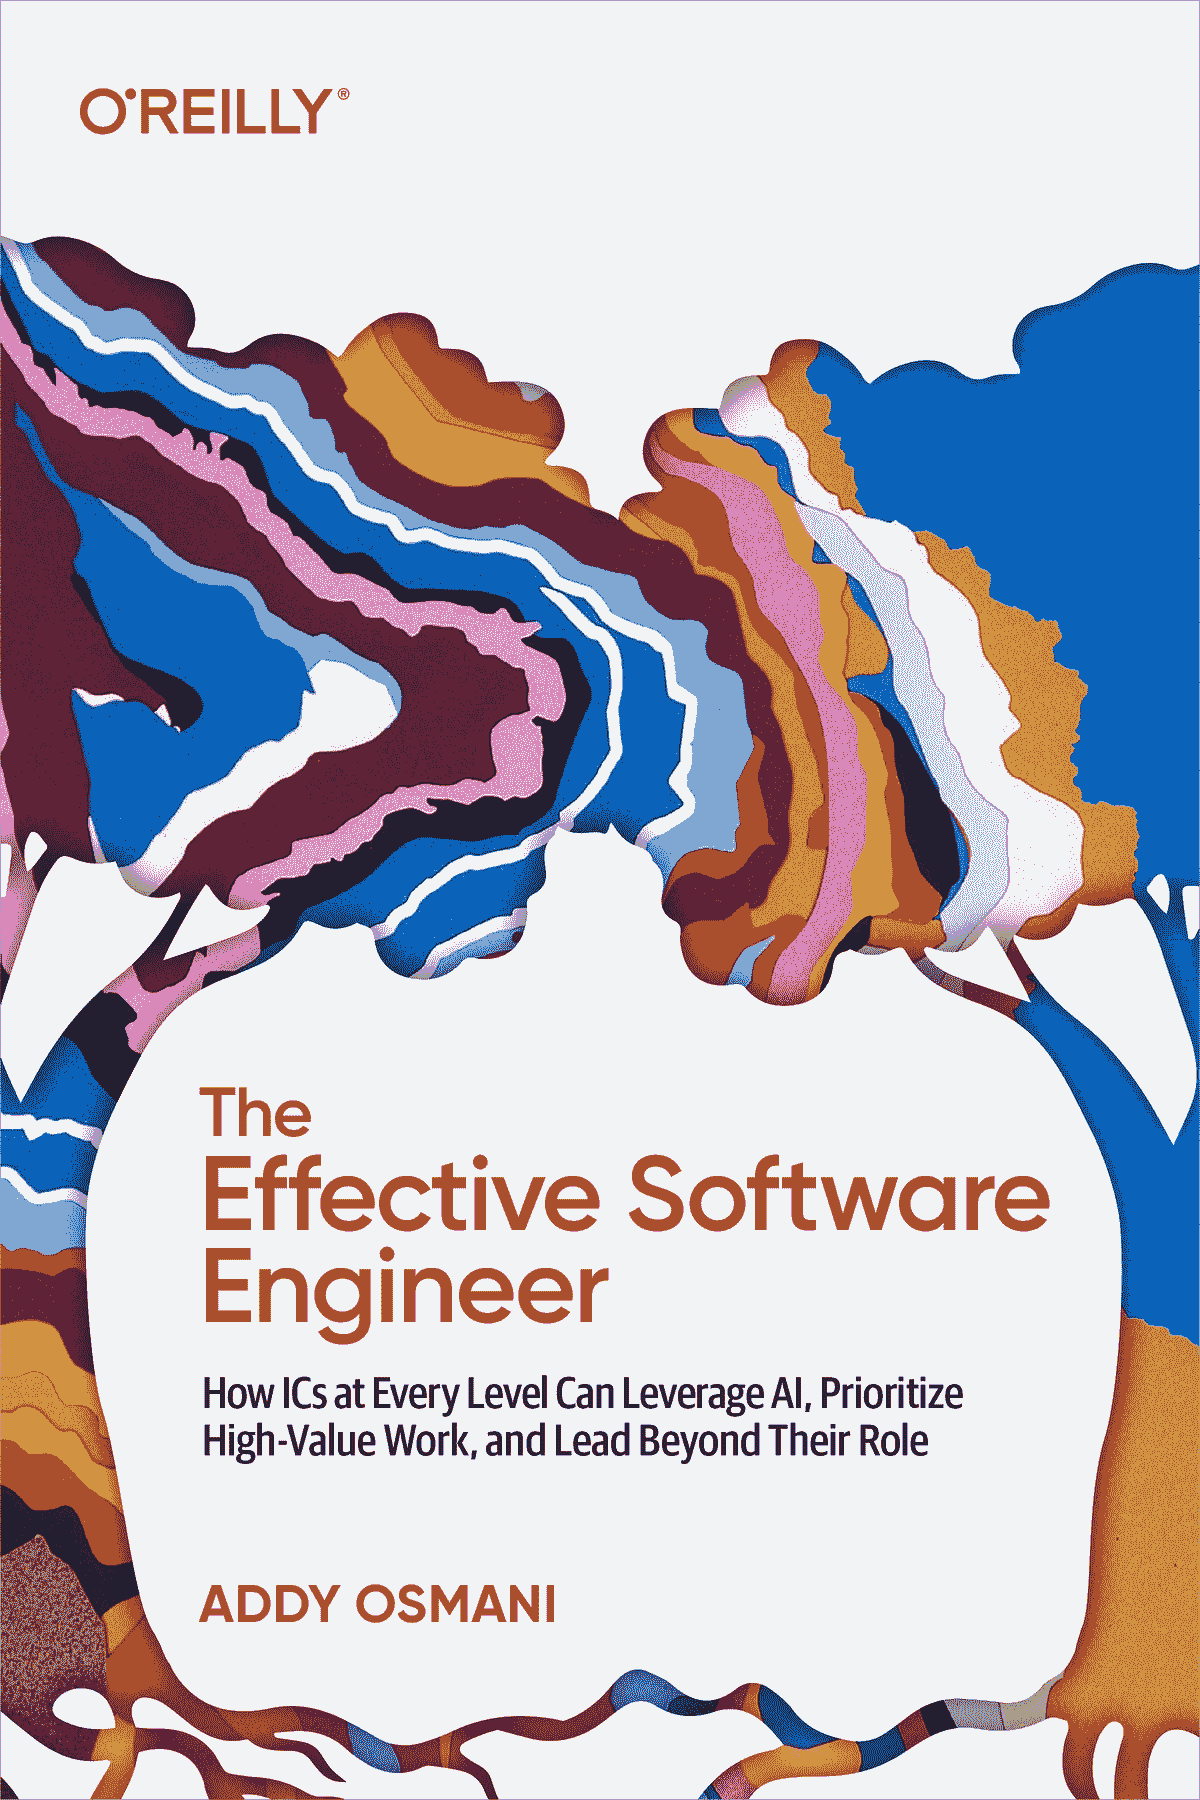 O'REILLY®
The
Effective Software
Engineer
How ICs at Every Level Can Leverage AI, Prioritize
High-Value Work, and Lead Beyond Their Role
ADDY OSMANI